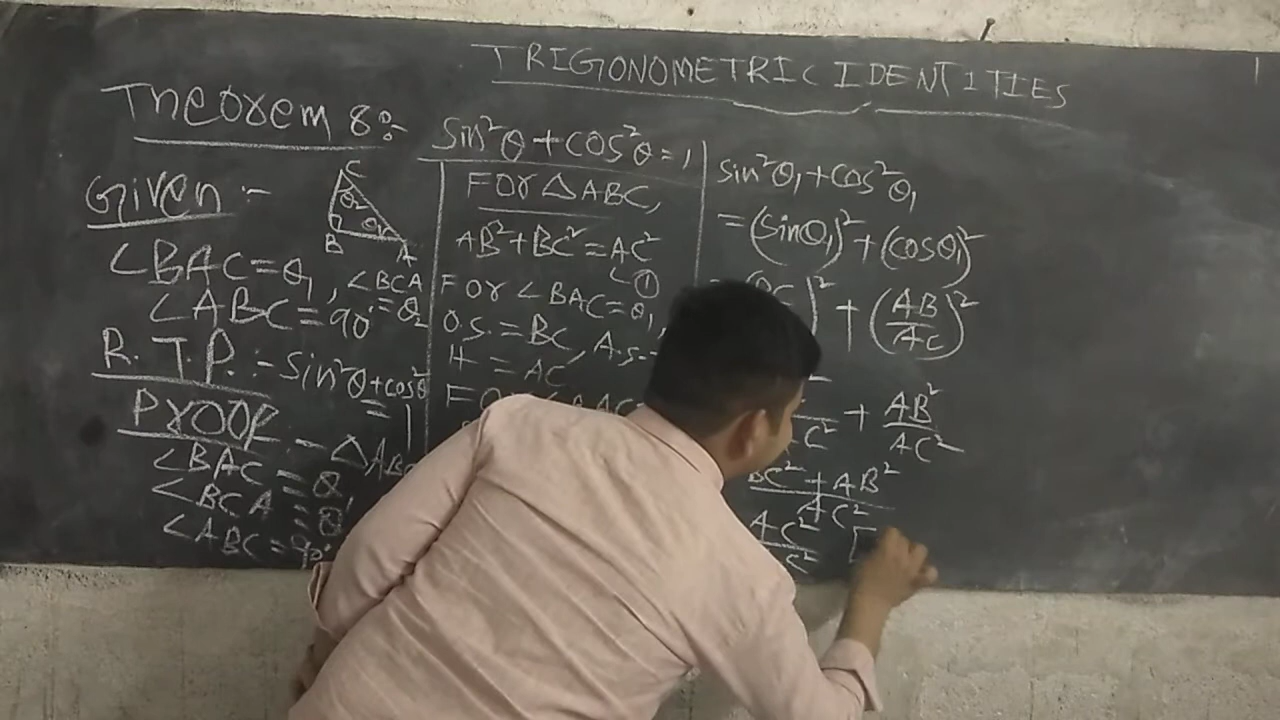 TRIGONOMETRIC IDENTITIES
Theorem 8:-
Given :-
C
θ₂
θ₁
B
A
∠BAC = θ₁, ∠BCA = θ₂
∠ABC = 90°
R.T.P. :- sin²θ + cos²θ = 1
Proof - △ABC
∠BAC = θ
∠BCA = θ
∠ABC = 90°
sin²θ + cos²θ = 1
For △ABC,
AB² + BC² = AC²
①
For ∠BAC = θ₁
O.S. = BC, A.S.
H = AC
sin²θ₁ + cos²θ₁
= (sinθ₁)² + (cosθ₁)²
)² + (AB/AC)²
+ AB²/AC²
BC² + AB²
AC²
AC²